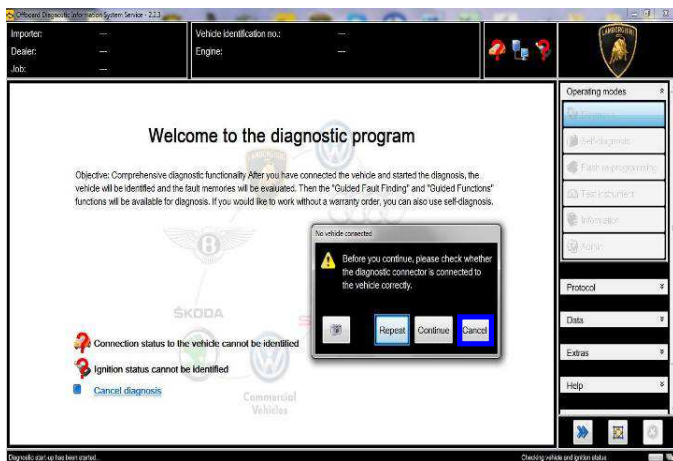 Offboard Diagnostic Information System Service - 2.2.3
Importer: ---
Dealer: ---
Job: ---
Vehicle identification no.: ---
Engine: ---
LAMBORGHINI
Operating modes
Diagnosis
Self-diagnosis
Flash reprogramming
Test instrument
Information
Admin
Protocol
Data
Extras
Help
Welcome to the diagnostic program
Objective: Comprehensive diagnostic functionality After you have connected the vehicle and started the diagnosis, the
vehicle will be identified and the fault memories will be evaluated. Then the "Guided Fault Finding" and "Guided Functions"
functions will be available for diagnosis. If you would like to work without a warranty order, you can also use self-diagnosis.
No vehicle connected
Before you continue, please check whether
the diagnostic connector is connected to
the vehicle correctly.
Repeat Continue Cancel
ŠKODA
S
Connection status to the vehicle cannot be identified
Ignition status cannot be identified
Cancel diagnosis
Commercial
Vehicles
Diagnostic start-up has been started...
Checking vehicle and ignition status